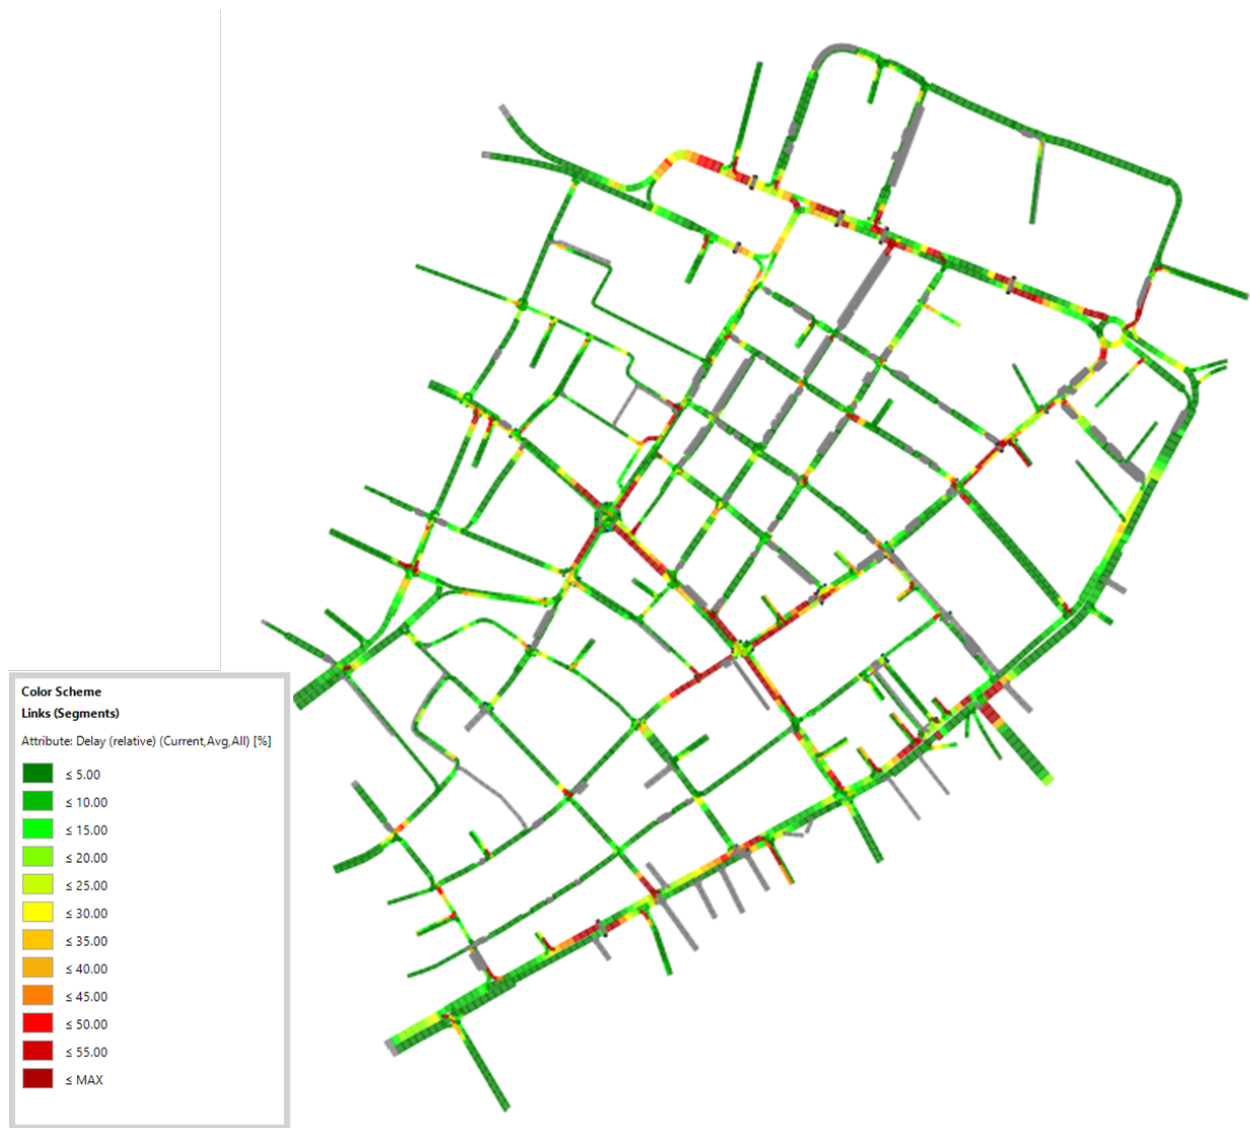 Color Scheme
Links (Segments)
Attribute: Delay (relative) (Current,Avg,All) [%]
≤ 5.00
≤ 10.00
≤ 15.00
≤ 20.00
≤ 25.00
≤ 30.00
≤ 35.00
≤ 40.00
≤ 45.00
≤ 50.00
≤ 55.00
≤ MAX